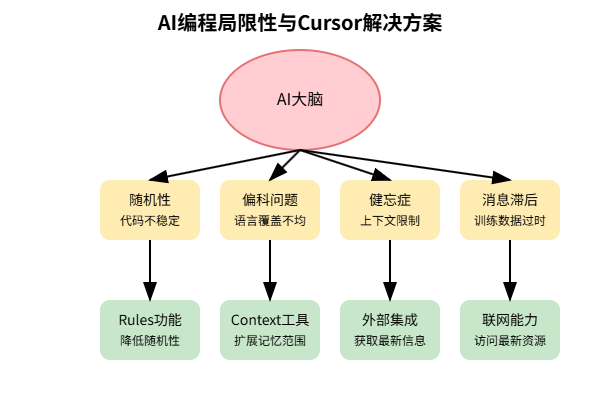 AI编程局限性与Cursor解决方案
AI大脑
随机性
代码不稳定
偏科问题
语言覆盖不均
健忘症
上下文限制
消息滞后
训练数据过时
Rules功能
降低随机性
Context工具
扩展记忆范围
外部集成
获取最新信息
联网能力
访问最新资源